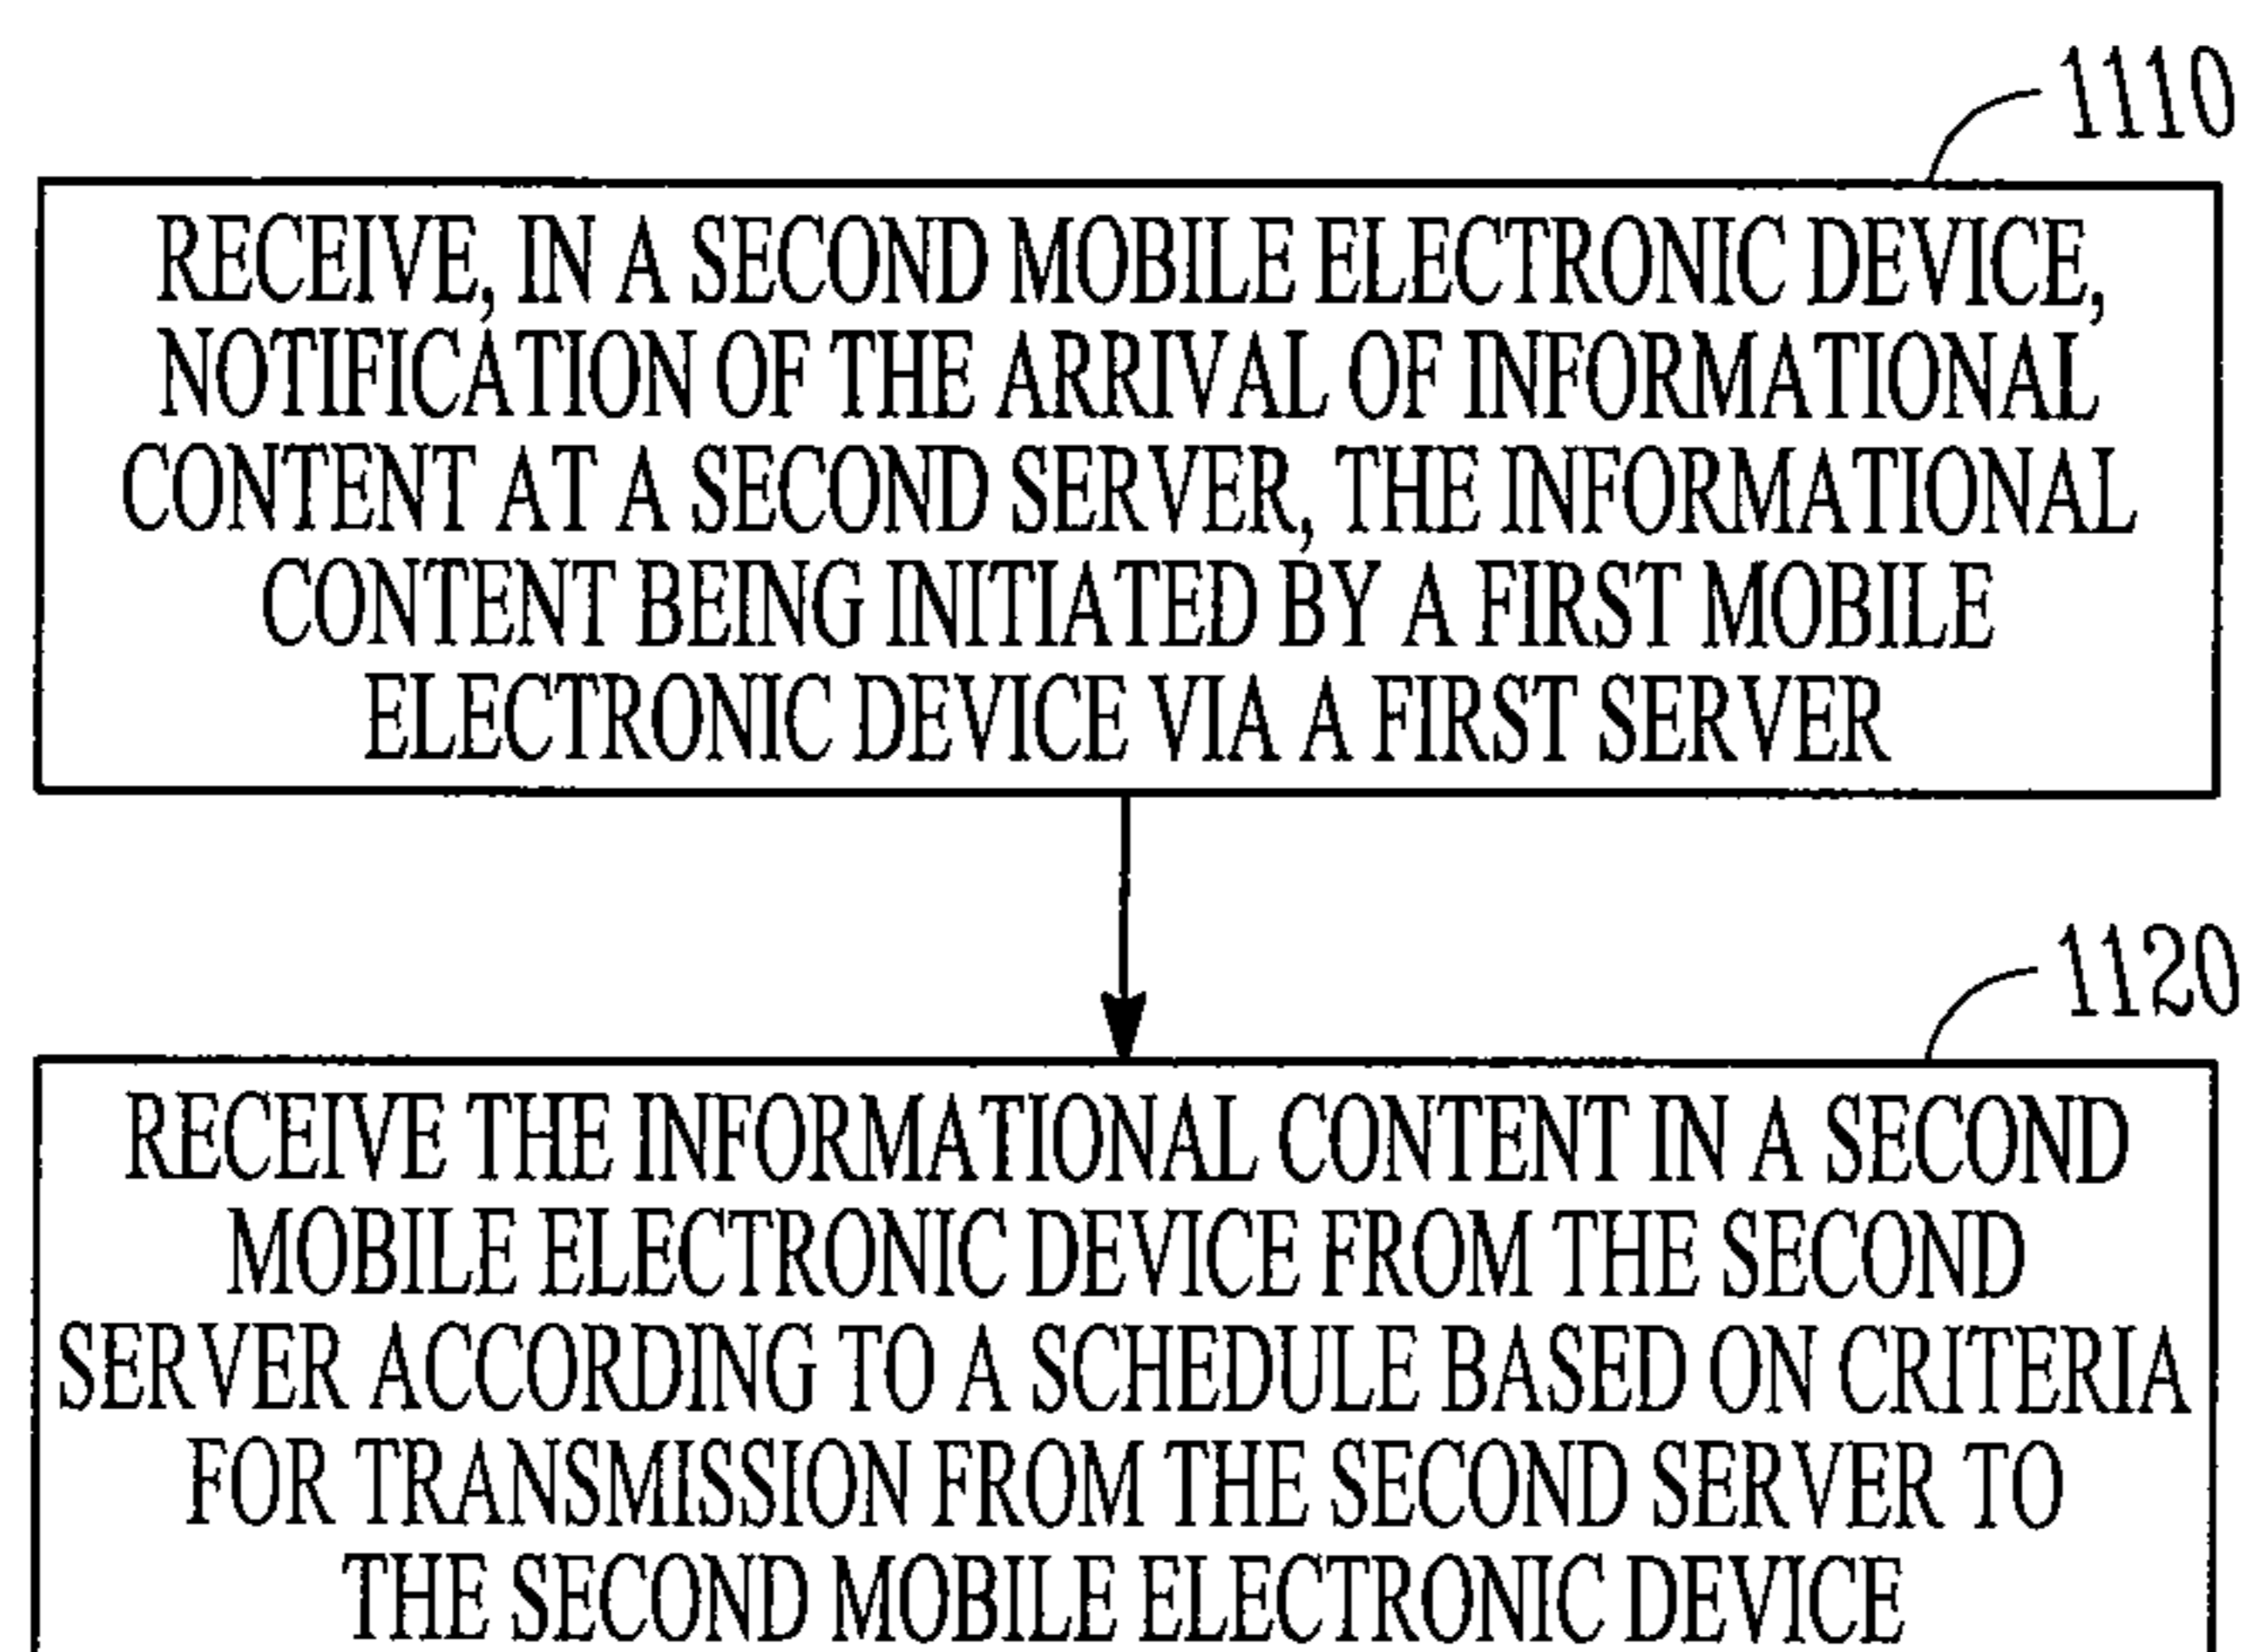 1110
RECEIVE, IN A SECOND MOBILE ELECTRONIC DEVICE,
NOTIFICATION OF THE ARRIVAL OF INFORMATIONAL
CONTENT AT A SECOND SERVER, THE INFORMATIONAL
CONTENT BEING INITIATED BY A FIRST MOBILE
ELECTRONIC DEVICE VIA A FIRST SERVER
1120
RECEIVE THE INFORMATIONAL CONTENT IN A SECOND
MOBILE ELECTRONIC DEVICE FROM THE SECOND
SERVER ACCORDING TO A SCHEDULE BASED ON CRITERIA
FOR TRANSMISSION FROM THE SECOND SERVER TO
THE SECOND MOBILE ELECTRONIC DEVICE